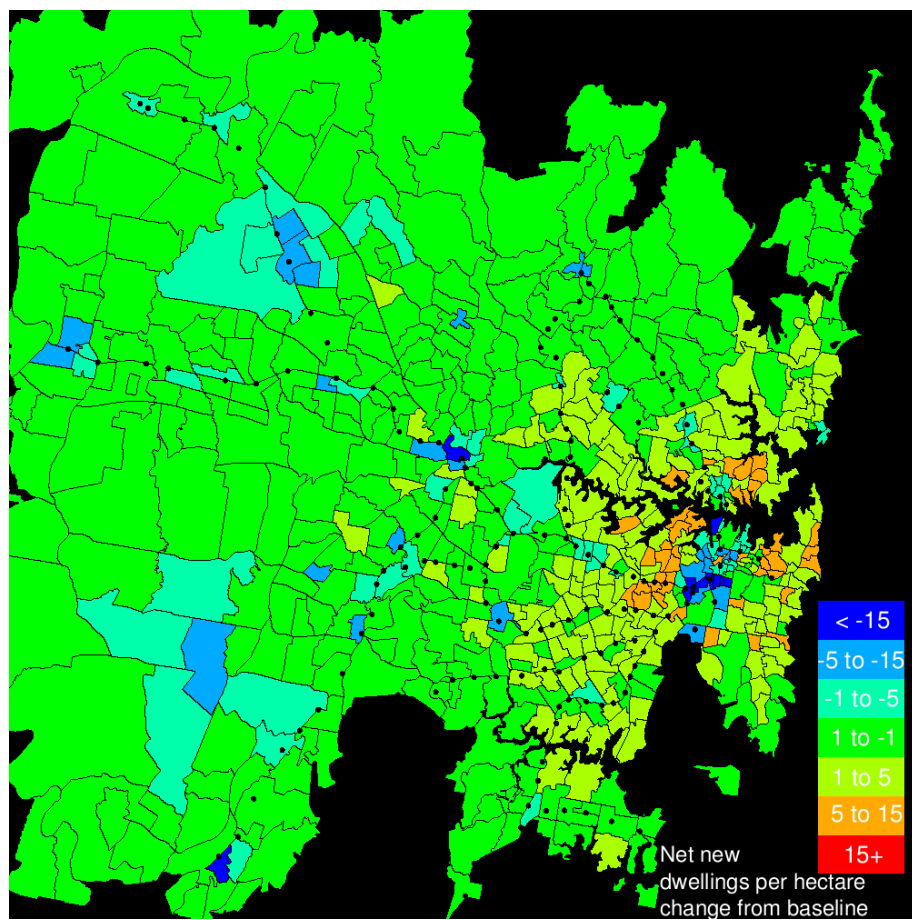 < -15
-5 to -15
-1 to -5
1 to -1
1 to 5
5 to 15
15+
Net new
dwellings per hectare
change from baseline